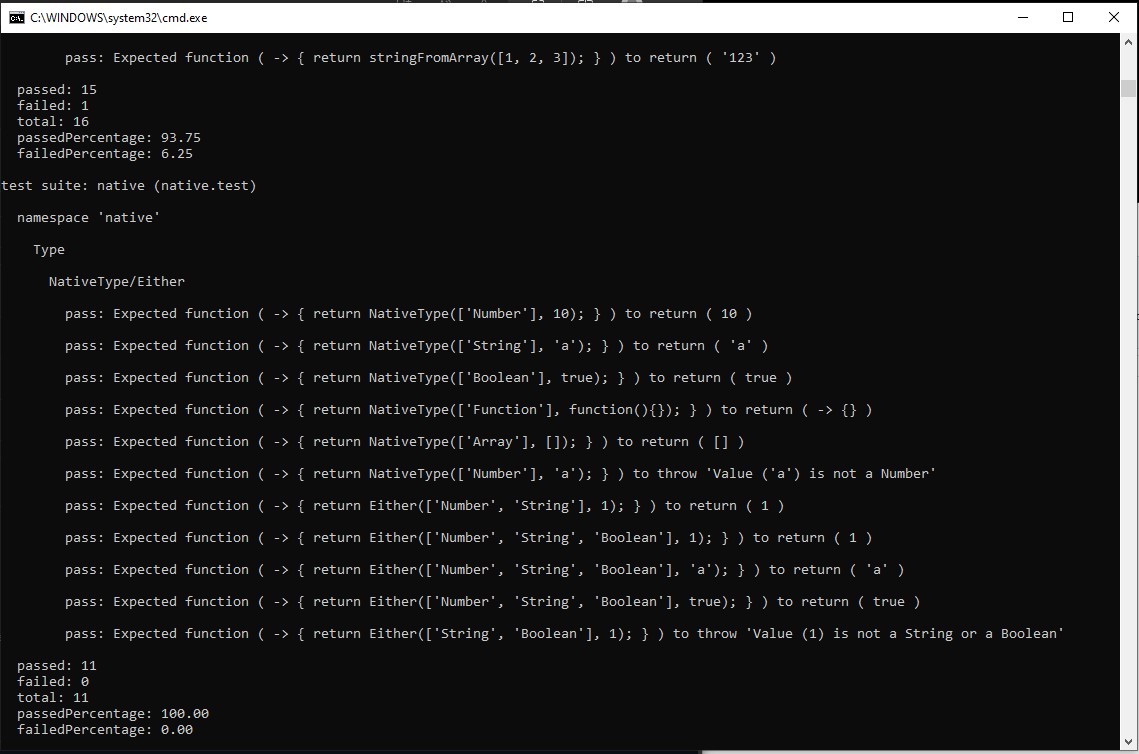 C:\WINDOWS\system32\cmd.exe
pass: Expected function ( -> { return stringFromArray([1, 2, 3]); } ) to return ( '123' )
passed: 15
failed: 1
total: 16
passedPercentage: 93.75
failedPercentage: 6.25
test suite: native (native.test)
namespace 'native'
Type
NativeType/Either
pass: Expected function ( -> { return NativeType(['Number'], 10); } ) to return ( 10 )
pass: Expected function ( -> { return NativeType(['String'], 'a'); } ) to return ( 'a' )
pass: Expected function ( -> { return NativeType(['Boolean'], true); } ) to return ( true )
pass: Expected function ( -> { return NativeType(['Function'], function(){}); } ) to return ( -> {} )
pass: Expected function ( -> { return NativeType(['Array'], []); } ) to return ( [] )
pass: Expected function ( -> { return NativeType(['Number'], 'a'); } ) to throw 'Value ('a') is not a Number'
pass: Expected function ( -> { return Either(['Number', 'String'], 1); } ) to return ( 1 )
pass: Expected function ( -> { return Either(['Number', 'String', 'Boolean'], 1); } ) to return ( 1 )
pass: Expected function ( -> { return Either(['Number', 'String', 'Boolean'], 'a'); } ) to return ( 'a' )
pass: Expected function ( -> { return Either(['Number', 'String', 'Boolean'], true); } ) to return ( true )
pass: Expected function ( -> { return Either(['String', 'Boolean'], 1); } ) to throw 'Value (1) is not a String or a Boolean'
passed: 11
failed: 0
total: 11
passedPercentage: 100.00
failedPercentage: 0.00